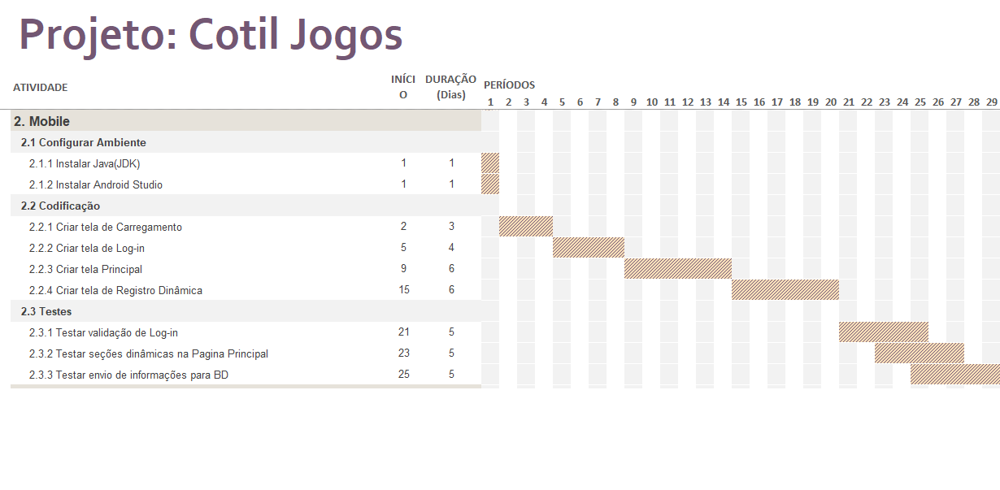 Projeto: Cotil Jogos
ATIVIDADE INÍCI O DURAÇÃO (Dias) PERÍODOS
1 2 3 4 5 6 7 8 9 10 11 12 13 14 15 16 17 18 19 20 21 22 23 24 25 26 27 28 29
2. Mobile
2.1 Configurar Ambiente
2.1.1 Instalar Java(JDK) 1 1
2.1.2 Instalar Android Studio 1 1
2.2 Codificação
2.2.1 Criar tela de Carregamento 2 3
2.2.2 Criar tela de Log-in 5 4
2.2.3 Criar tela Principal 9 6
2.2.4 Criar tela de Registro Dinâmica 15 6
2.3 Testes
2.3.1 Testar validação de Log-in 21 5
2.3.2 Testar seções dinâmicas na Pagina Principal 23 5
2.3.3 Testar envio de informações para BD 25 5